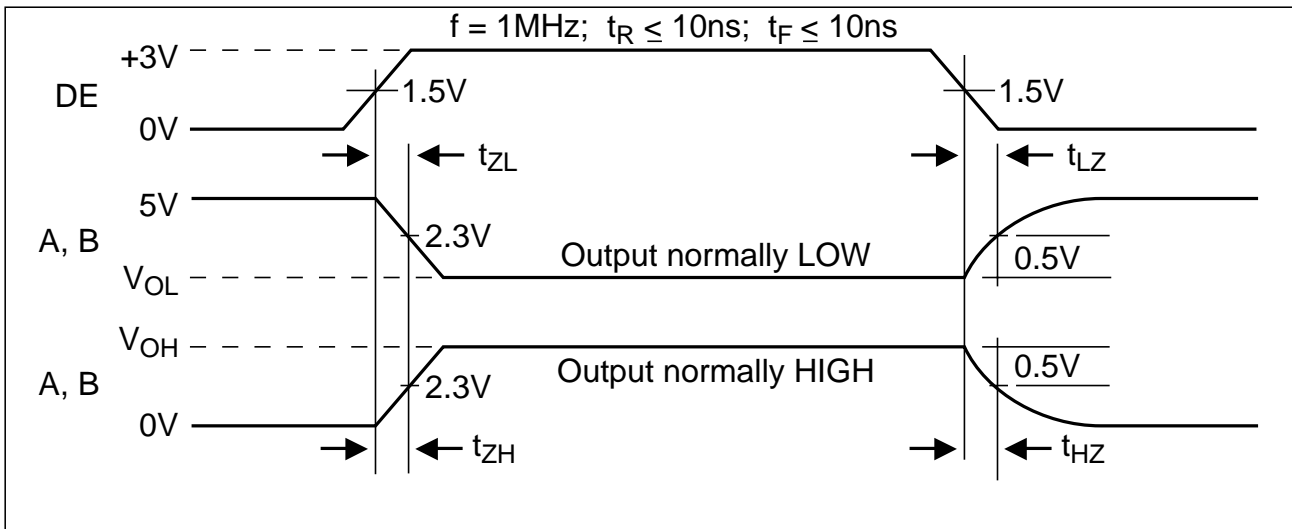 f = 1MHz; tR ≤ 10ns; tF ≤ 10ns
+3V
DE
1.5V
1.5V
0V
tZL
tLZ
5V
A, B
2.3V
Output normally LOW
0.5V
VOL
VOH
Output normally HIGH
0.5V
A, B
2.3V
0V
tZH
tHZ